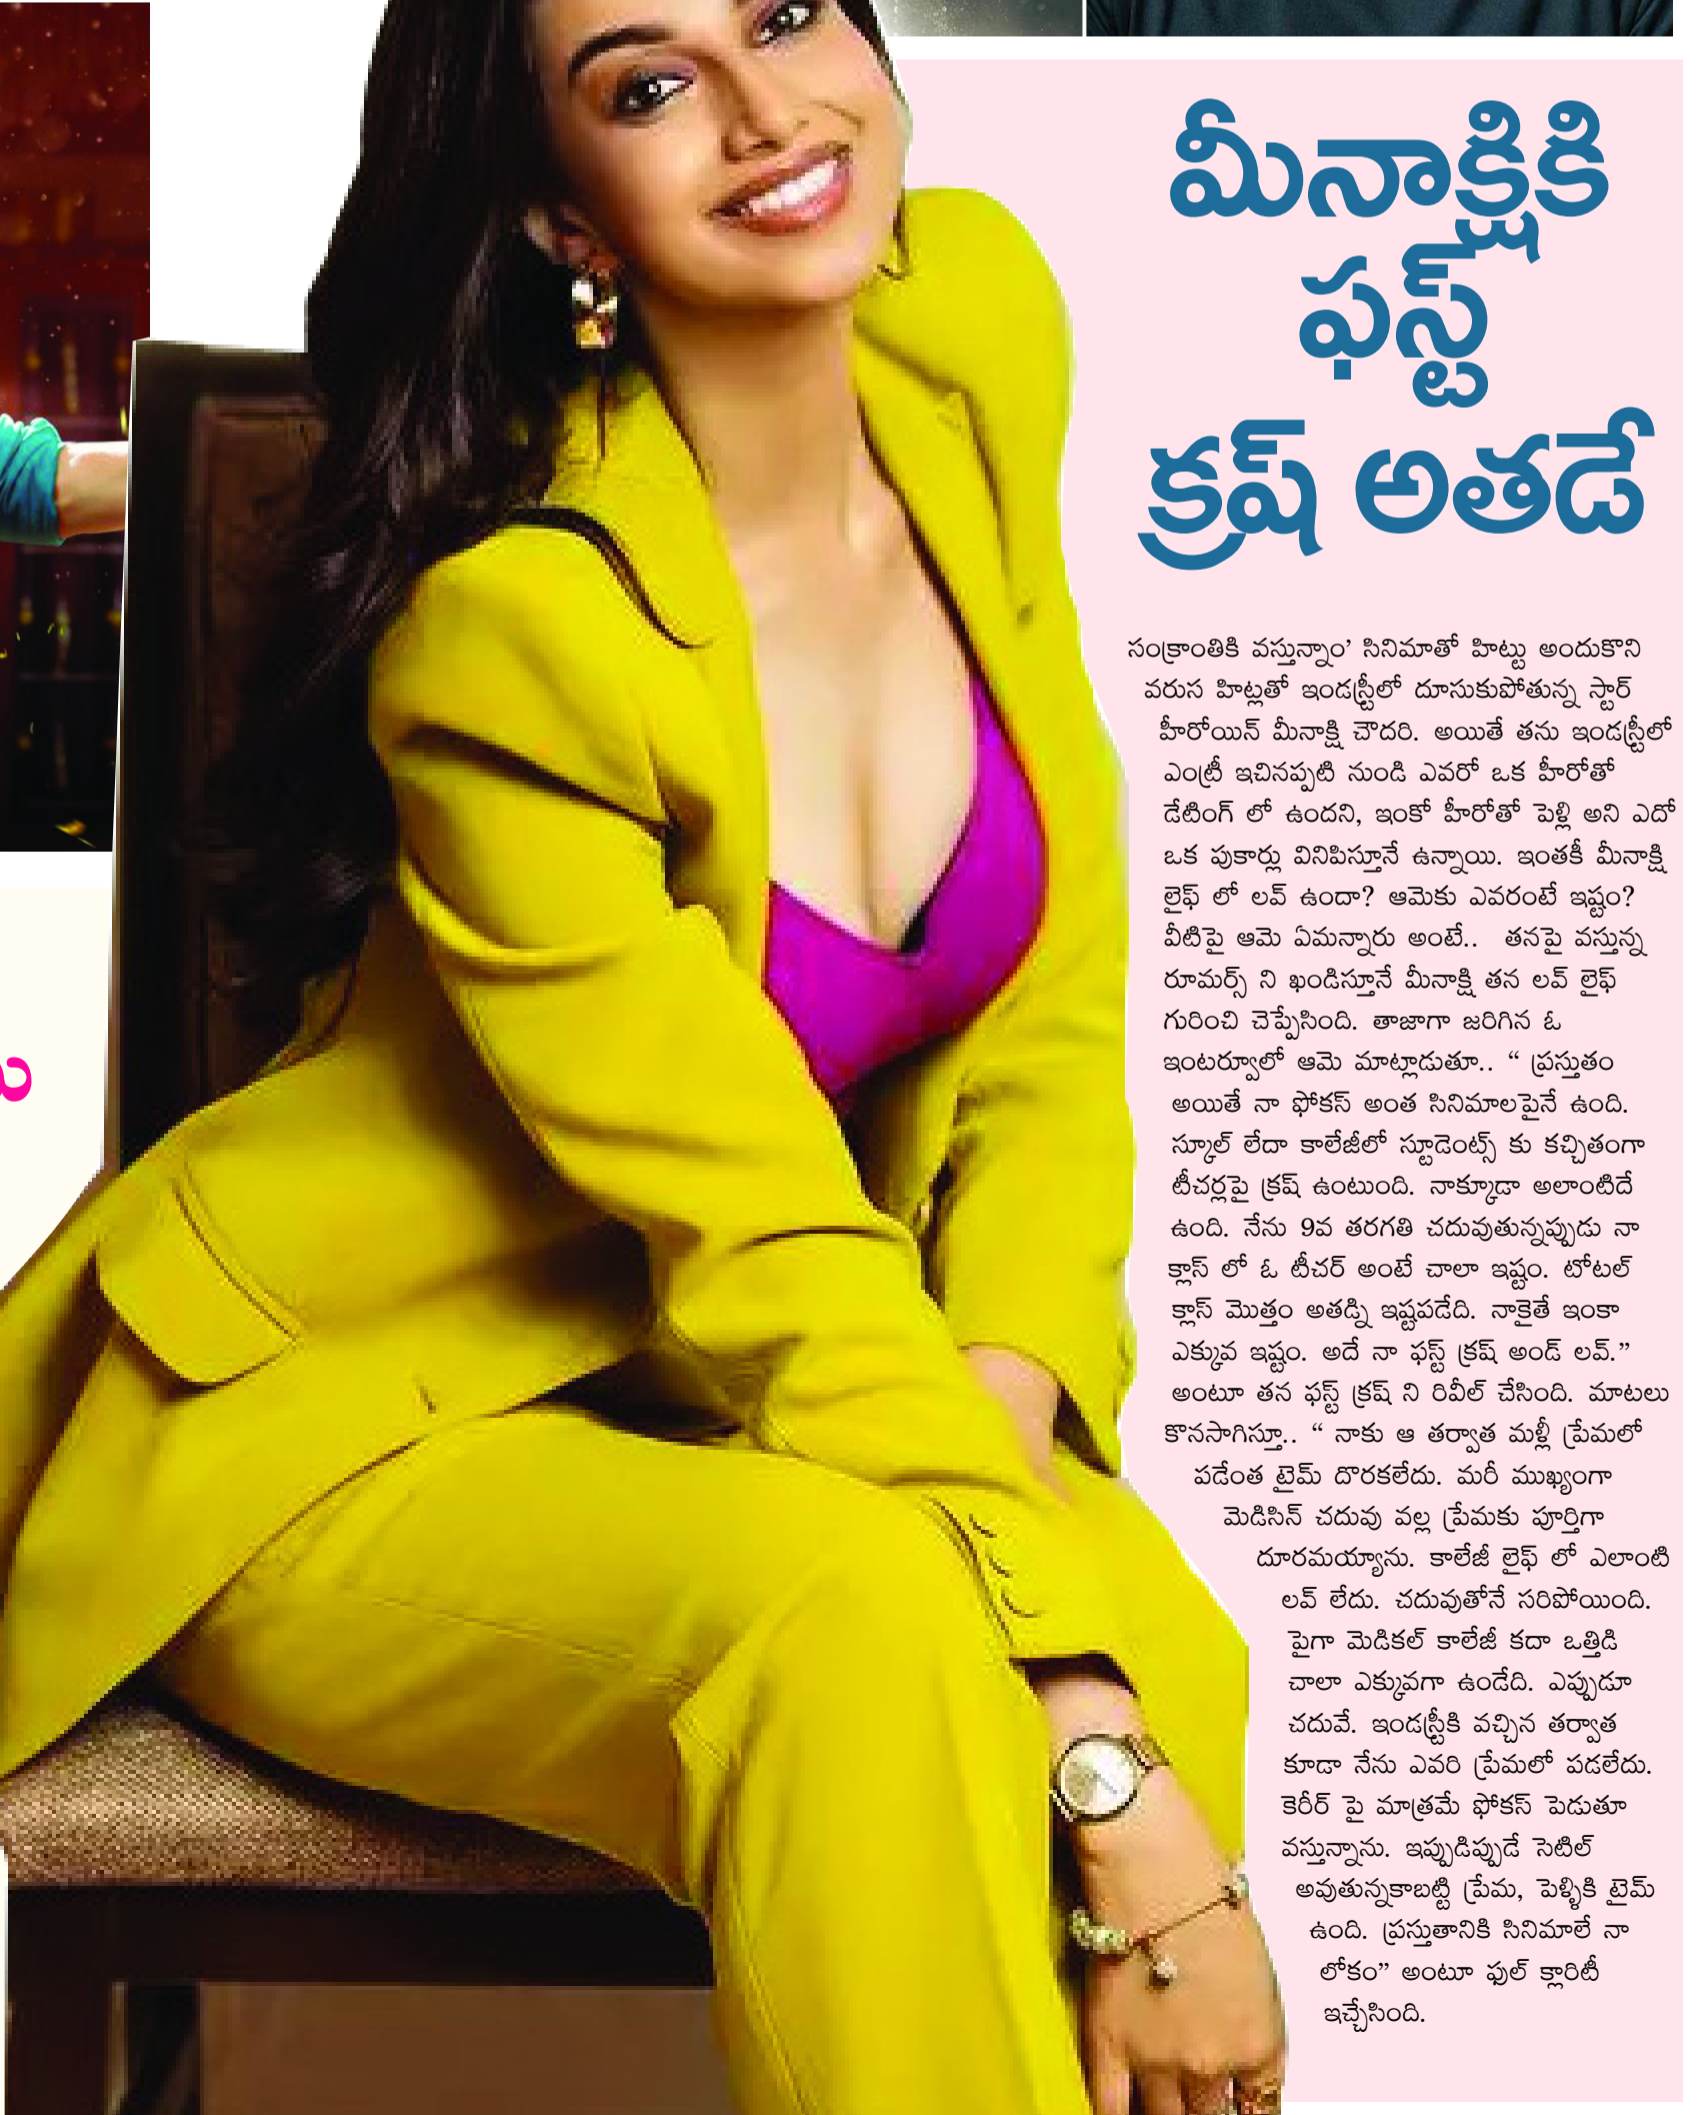 మీనాక్షికి
ఫస్ట్
క్రష్ అతడే
సంక్రాంతికి వస్తున్నాం’ సినిమాతో హిట్టు అందుకొని
వరుస హిట్లతో ఇండస్ట్రీలో దూసుకుపోతున్న స్టార్
హీరోయిన్ మీనాక్షి చౌదరి. అయితే తను ఇండస్ట్రీలో
ఎంట్రీ ఇచినప్పటి నుండి ఎవరో ఒక హీరోతో
డేటింగ్ లో ఉందని, ఇంకో హీరోతో పెళ్లి అని ఎదో
ఒక పుకార్లు వినిపిస్తూనే ఉన్నాయి. ఇంతకీ మీనాక్షి
లైఫ్ లో లవ్ ఉందా? ఆమెకు ఎవరంటే ఇష్టం?
వీటిపై ఆమె ఏమన్నారు అంటే.. తనపై వస్తున్న
రూమర్స్ ని ఖండిస్తూనే మీనాక్షి తన లవ్ లైఫ్
గురించి చెప్పేసింది. తాజాగా జరిగిన ఓ
ఇంటర్వ్యూలో ఆమె మాట్లాడుతూ.. “ ప్రస్తుతం
అయితే నా ఫోకస్ అంత సినిమాలపైనే ఉంది.
స్కూల్ లేదా కాలేజీలో స్టూడెంట్స్ కు కచ్చితంగా
టీచర్లపై క్రష్ ఉంటుంది. నాక్కూడా అలాంటిదే
ఉంది. నేను 9వ తరగతి చదువుతున్నప్పుడు నా
క్లాస్ లో ఓ టీచర్ అంటే చాలా ఇష్టం. టోటల్
క్లాస్ మొత్తం అతడ్ని ఇష్టపడేది. నాకైతే ఇంకా
ఎక్కువ ఇష్టం. అదే నా ఫస్ట్ క్రష్ అండ్ లవ్.”
అంటూ తన ఫస్ట్ క్రష్ ని రివీల్ చేసింది. మాటలు
కొనసాగిస్తూ.. “ నాకు ఆ తర్వాత మళ్లీ ప్రేమలో
పడేంత టైమ్ దొరకలేదు. మరీ ముఖ్యంగా
మెడిసిన్ చదువు వల్ల ప్రేమకు పూర్తిగా
దూరమయ్యాను. కాలేజీ లైఫ్ లో ఎలాంటి
లవ్ లేదు. చదువుతోనే సరిపోయింది.
పైగా మెడికల్ కాలేజీ కదా ఒత్తిడి
చాలా ఎక్కువగా ఉండేది. ఎప్పుడూ
చదువే. ఇండస్ట్రీకి వచ్చిన తర్వాత
కూడా నేను ఎవరి ప్రేమలో పడలేదు.
కెరీర్ పై మాత్రమే ఫోకస్ పెడుతూ
వస్తున్నాను. ఇప్పుడిప్పుడే సెటిల్
అవుతున్నకాబట్టి ప్రేమ, పెళ్ళికి టైమ్
ఉంది. ప్రస్తుతానికి సినిమాలే నా
లోకం” అంటూ ఫుల్ క్లారిటీ
ఇచ్చేసింది.